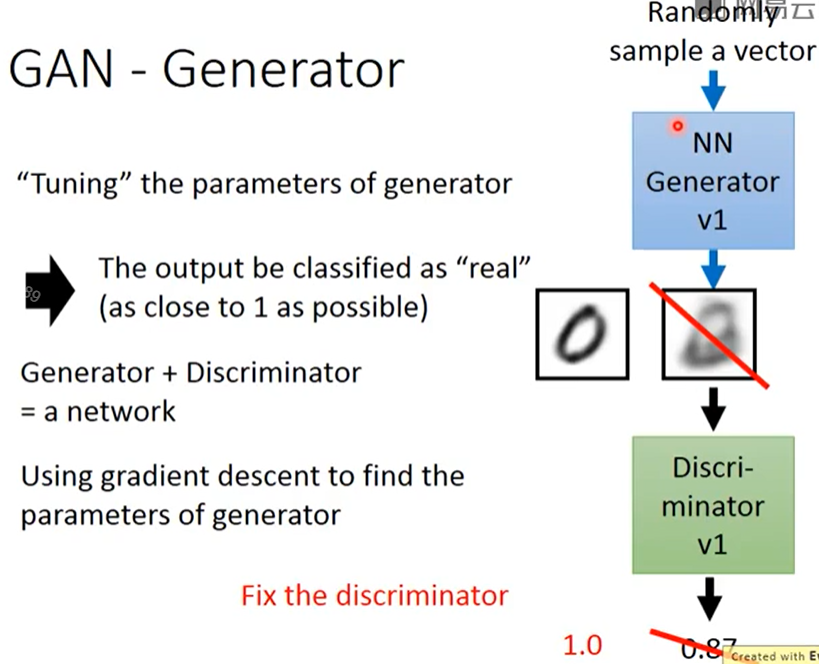 Randomly
sample a vector
GAN - Generator
NN
Generator
v1
“Tuning” the parameters of generator
The output be classified as “real”
(as close to 1 as possible)
Generator + Discriminator
= a network
Using gradient descent to find the
parameters of generator
Discri-
minator
v1
Fix the discriminator
1.0
0.87
Created with